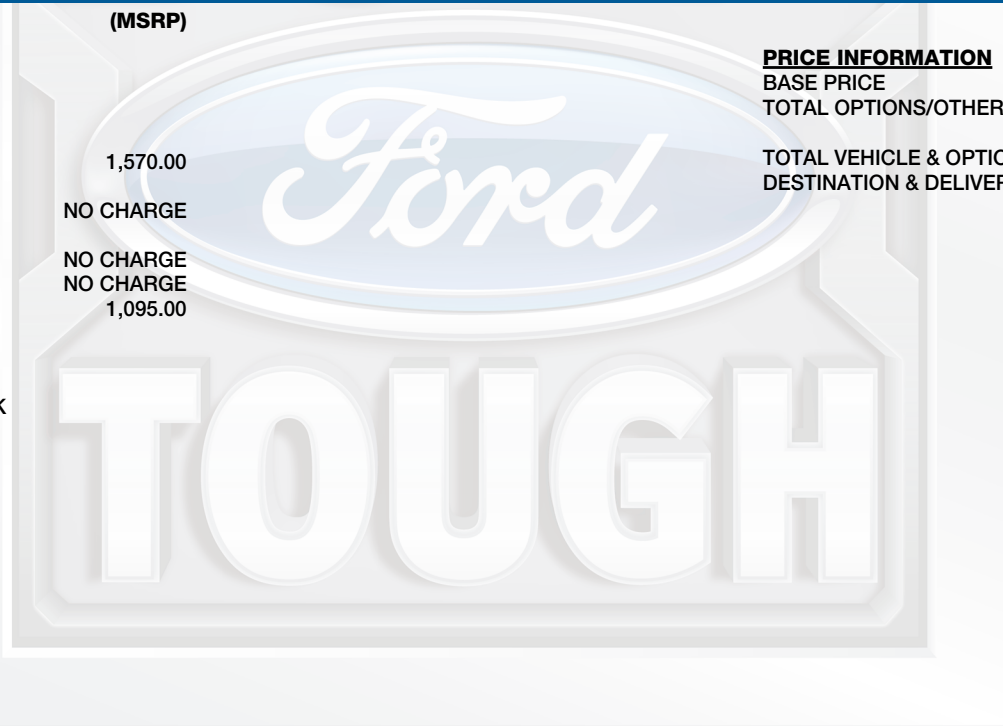 (MSRP)
1,570.00
NO CHARGE
NO CHARGE
NO CHARGE
1,095.00
K
PRICE INFORMATION
BASE PRICE
TOTAL OPTIONS/OTHER
TOTAL VEHICLE & OPTIO
DESTINATION & DELIVER
Ford
TOUGH